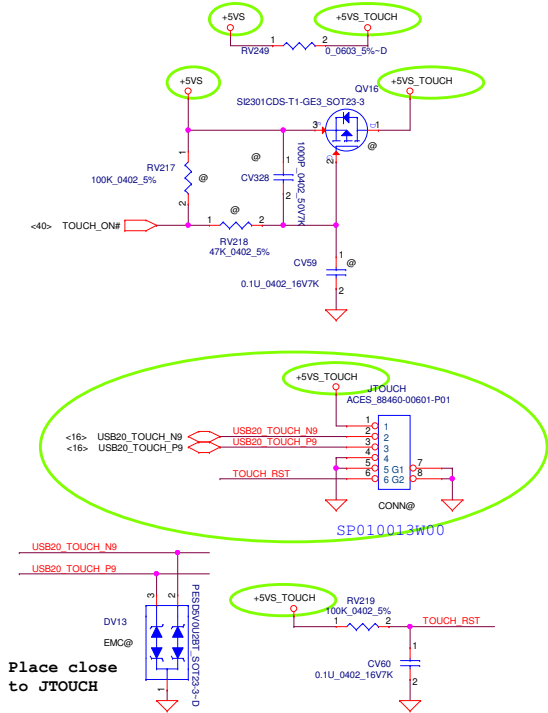 +5VS
+5VS_TOUCH
1
2
RV249
0_0603_5%~D
+5VS
+5VS_TOUCH
QV16
SI2301CDS-T1-GE3_SOT23-3
S
D
3
1
G
2
@
1
RV217
100K_0402_5%
@
2
@
1
CV328
2
1000P_0402_50V7K
<40> TOUCH_ON#
1
@
2
RV218
47K_0402_5%
CV59
@
1
0.1U_0402_16V7K
2
+5VS_TOUCH
JTOUCH
ACES_88460-00601-P01
<16> USB20_TOUCH_N9
<16> USB20_TOUCH_P9
USB20_TOUCH_N9
USB20_TOUCH_P9
TOUCH_RST
1 1
2 2
3 3
4 4
5 5 G1 7
6 6 G2 8
CONN@
SP010013W00
USB20_TOUCH_N9
USB20_TOUCH_P9
3
2
DV13
EMC@
1
PESD5V0U2BT_SOT23-3~D
Place close
to JTOUCH
+5VS_TOUCH
RV219
100K_0402_5%
1
2
TOUCH_RST
CV60
1
0.1U_0402_16V7K
2